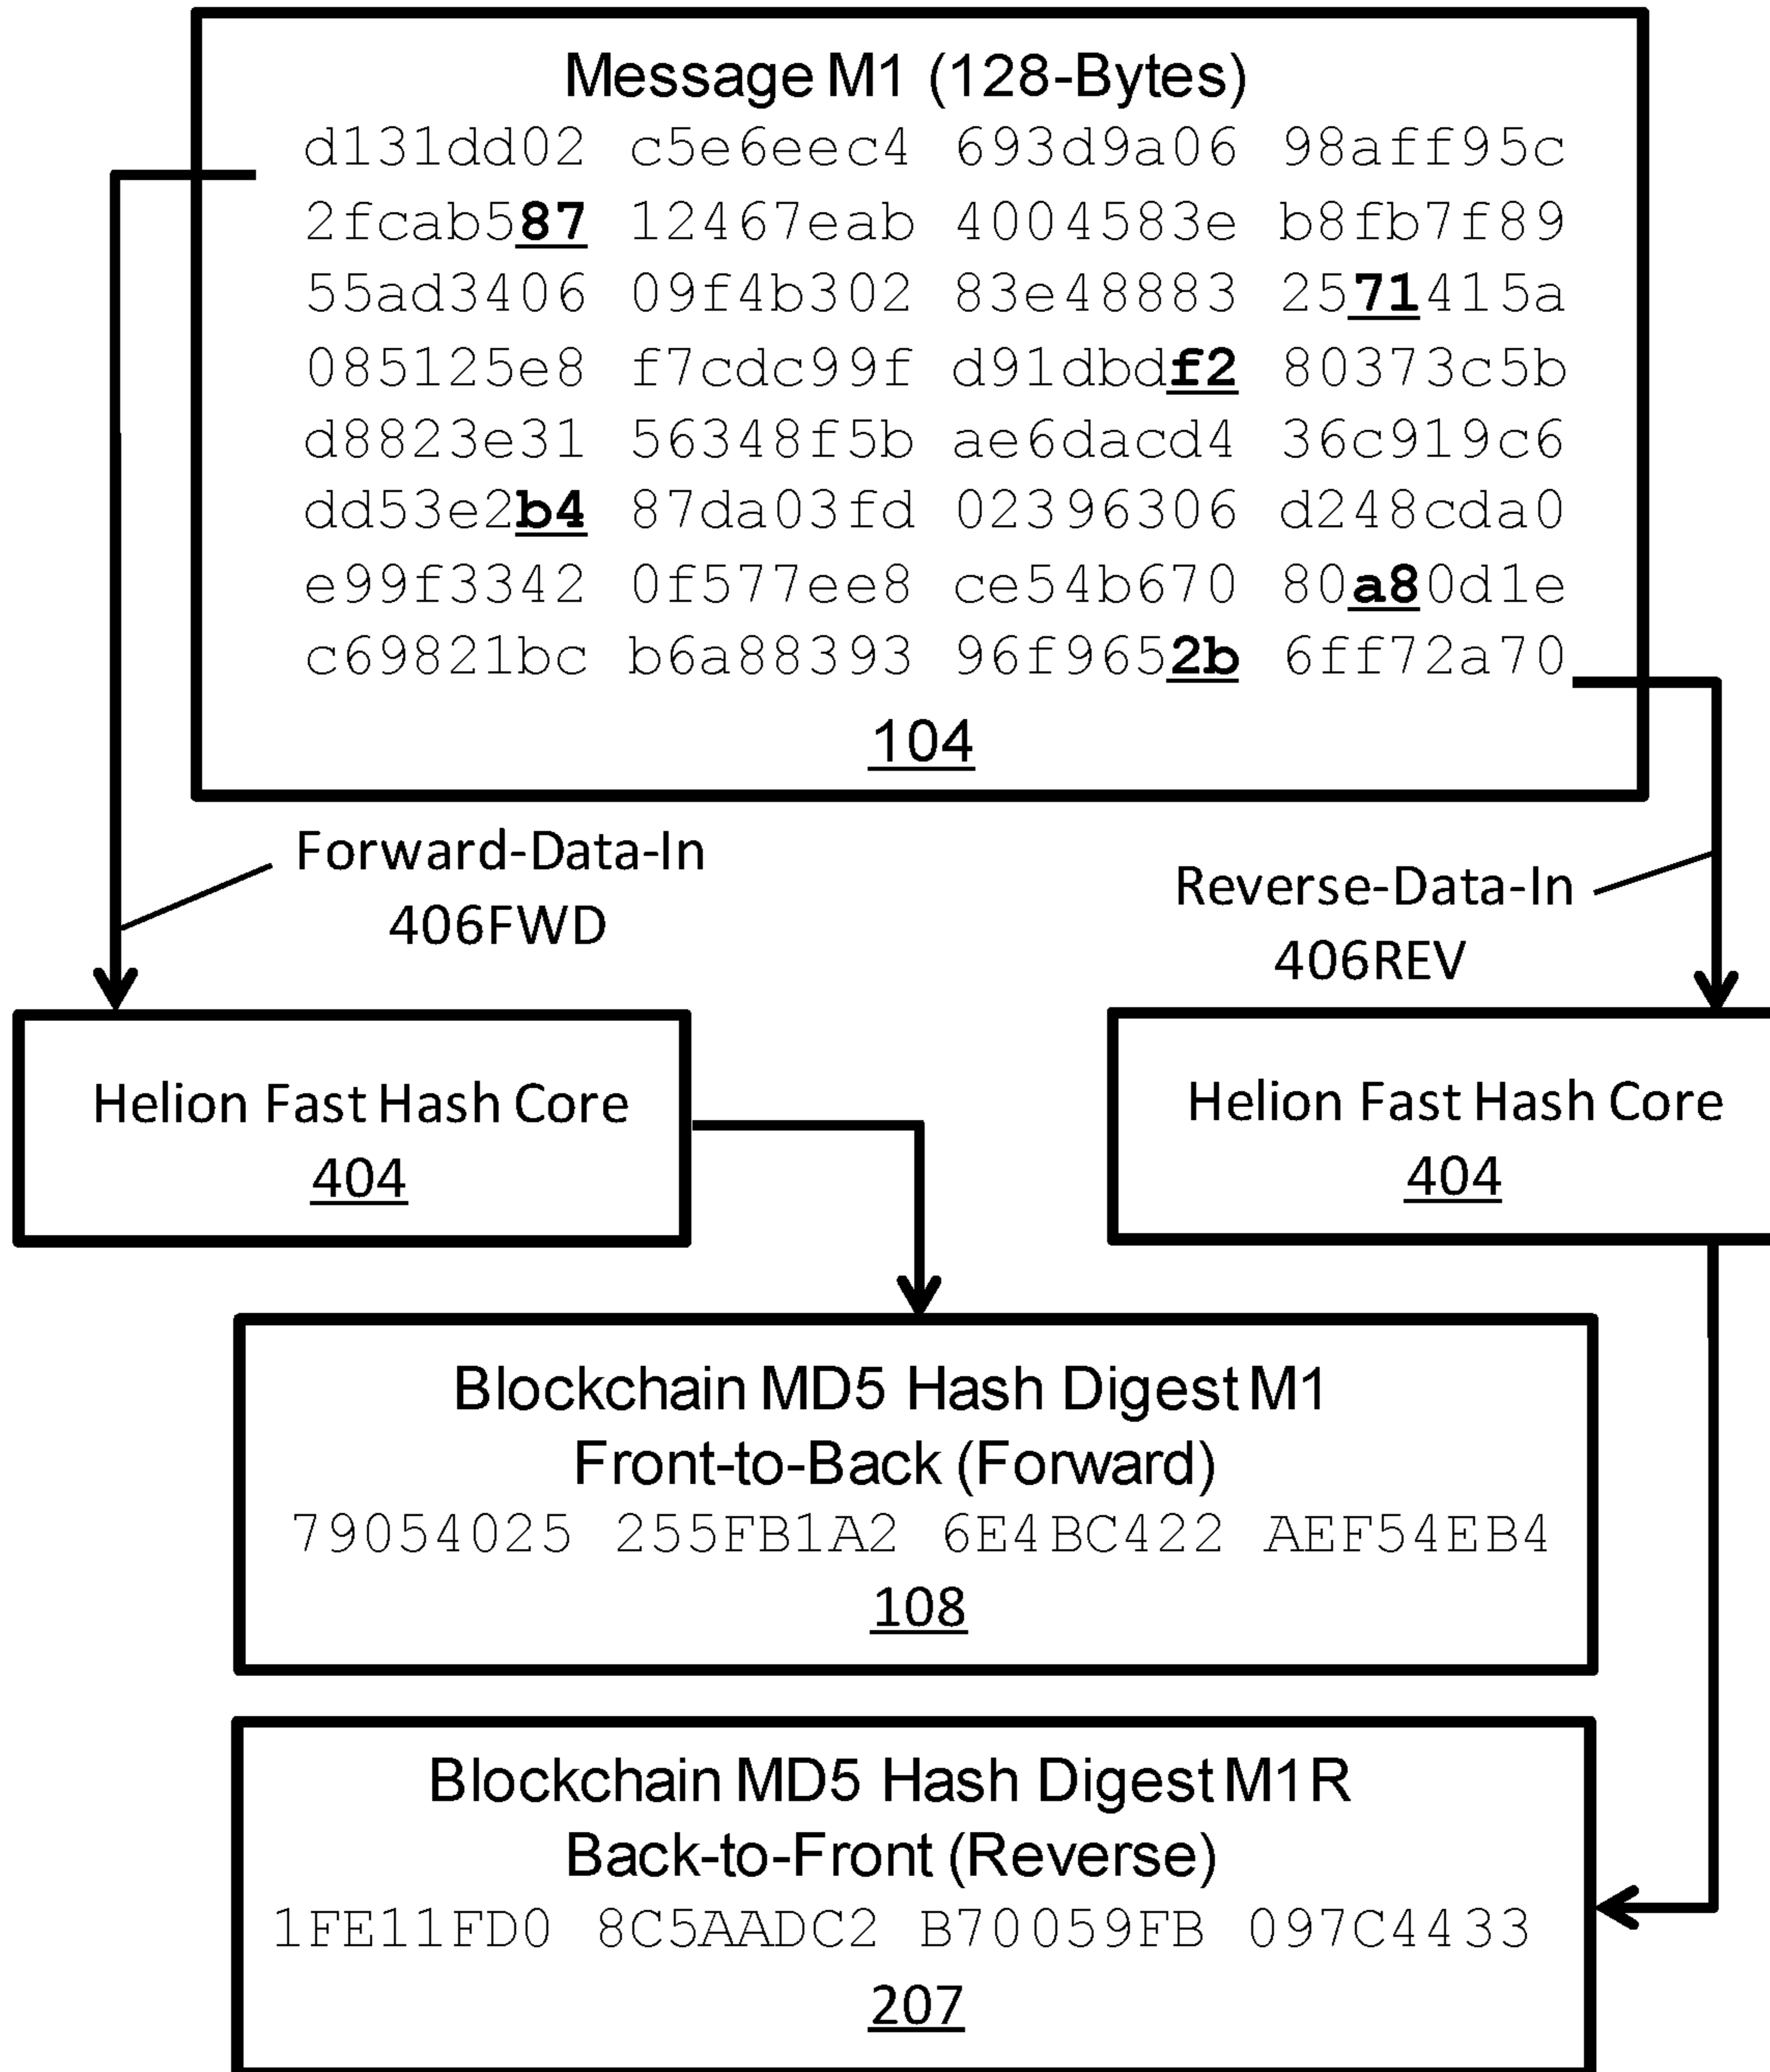 Message M1 (128-Bytes)
d131dd02 c5e6eec4 693d9a06 98aff95c
2fcab587 12467eab 4004583e b8fb7f89
55ad3406 09f4b302 83e48883 2571415a
085125e8 f7cdc99f d91dbdf2 80373c5b
d8823e31 56348f5b ae6dacd4 36c919c6
dd53e2b4 87da03fd 02396306 d248cda0
e99f3342 0f577ee8 ce54b670 80a80d1e
c69821bc b6a88393 96f9652b 6ff72a70
104
Forward-Data-In
406FWD
Reverse-Data-In
406REV
Helion Fast Hash Core
404
Helion Fast Hash Core
404
Blockchain MD5 Hash Digest M1
Front-to-Back (Forward)
79054025 255FB1A2 6E4BC422 AEF54EB4
108
Blockchain MD5 Hash Digest M1R
Back-to-Front (Reverse)
1FE11FD0 8C5AADC2 B70059FB 097C4433
207